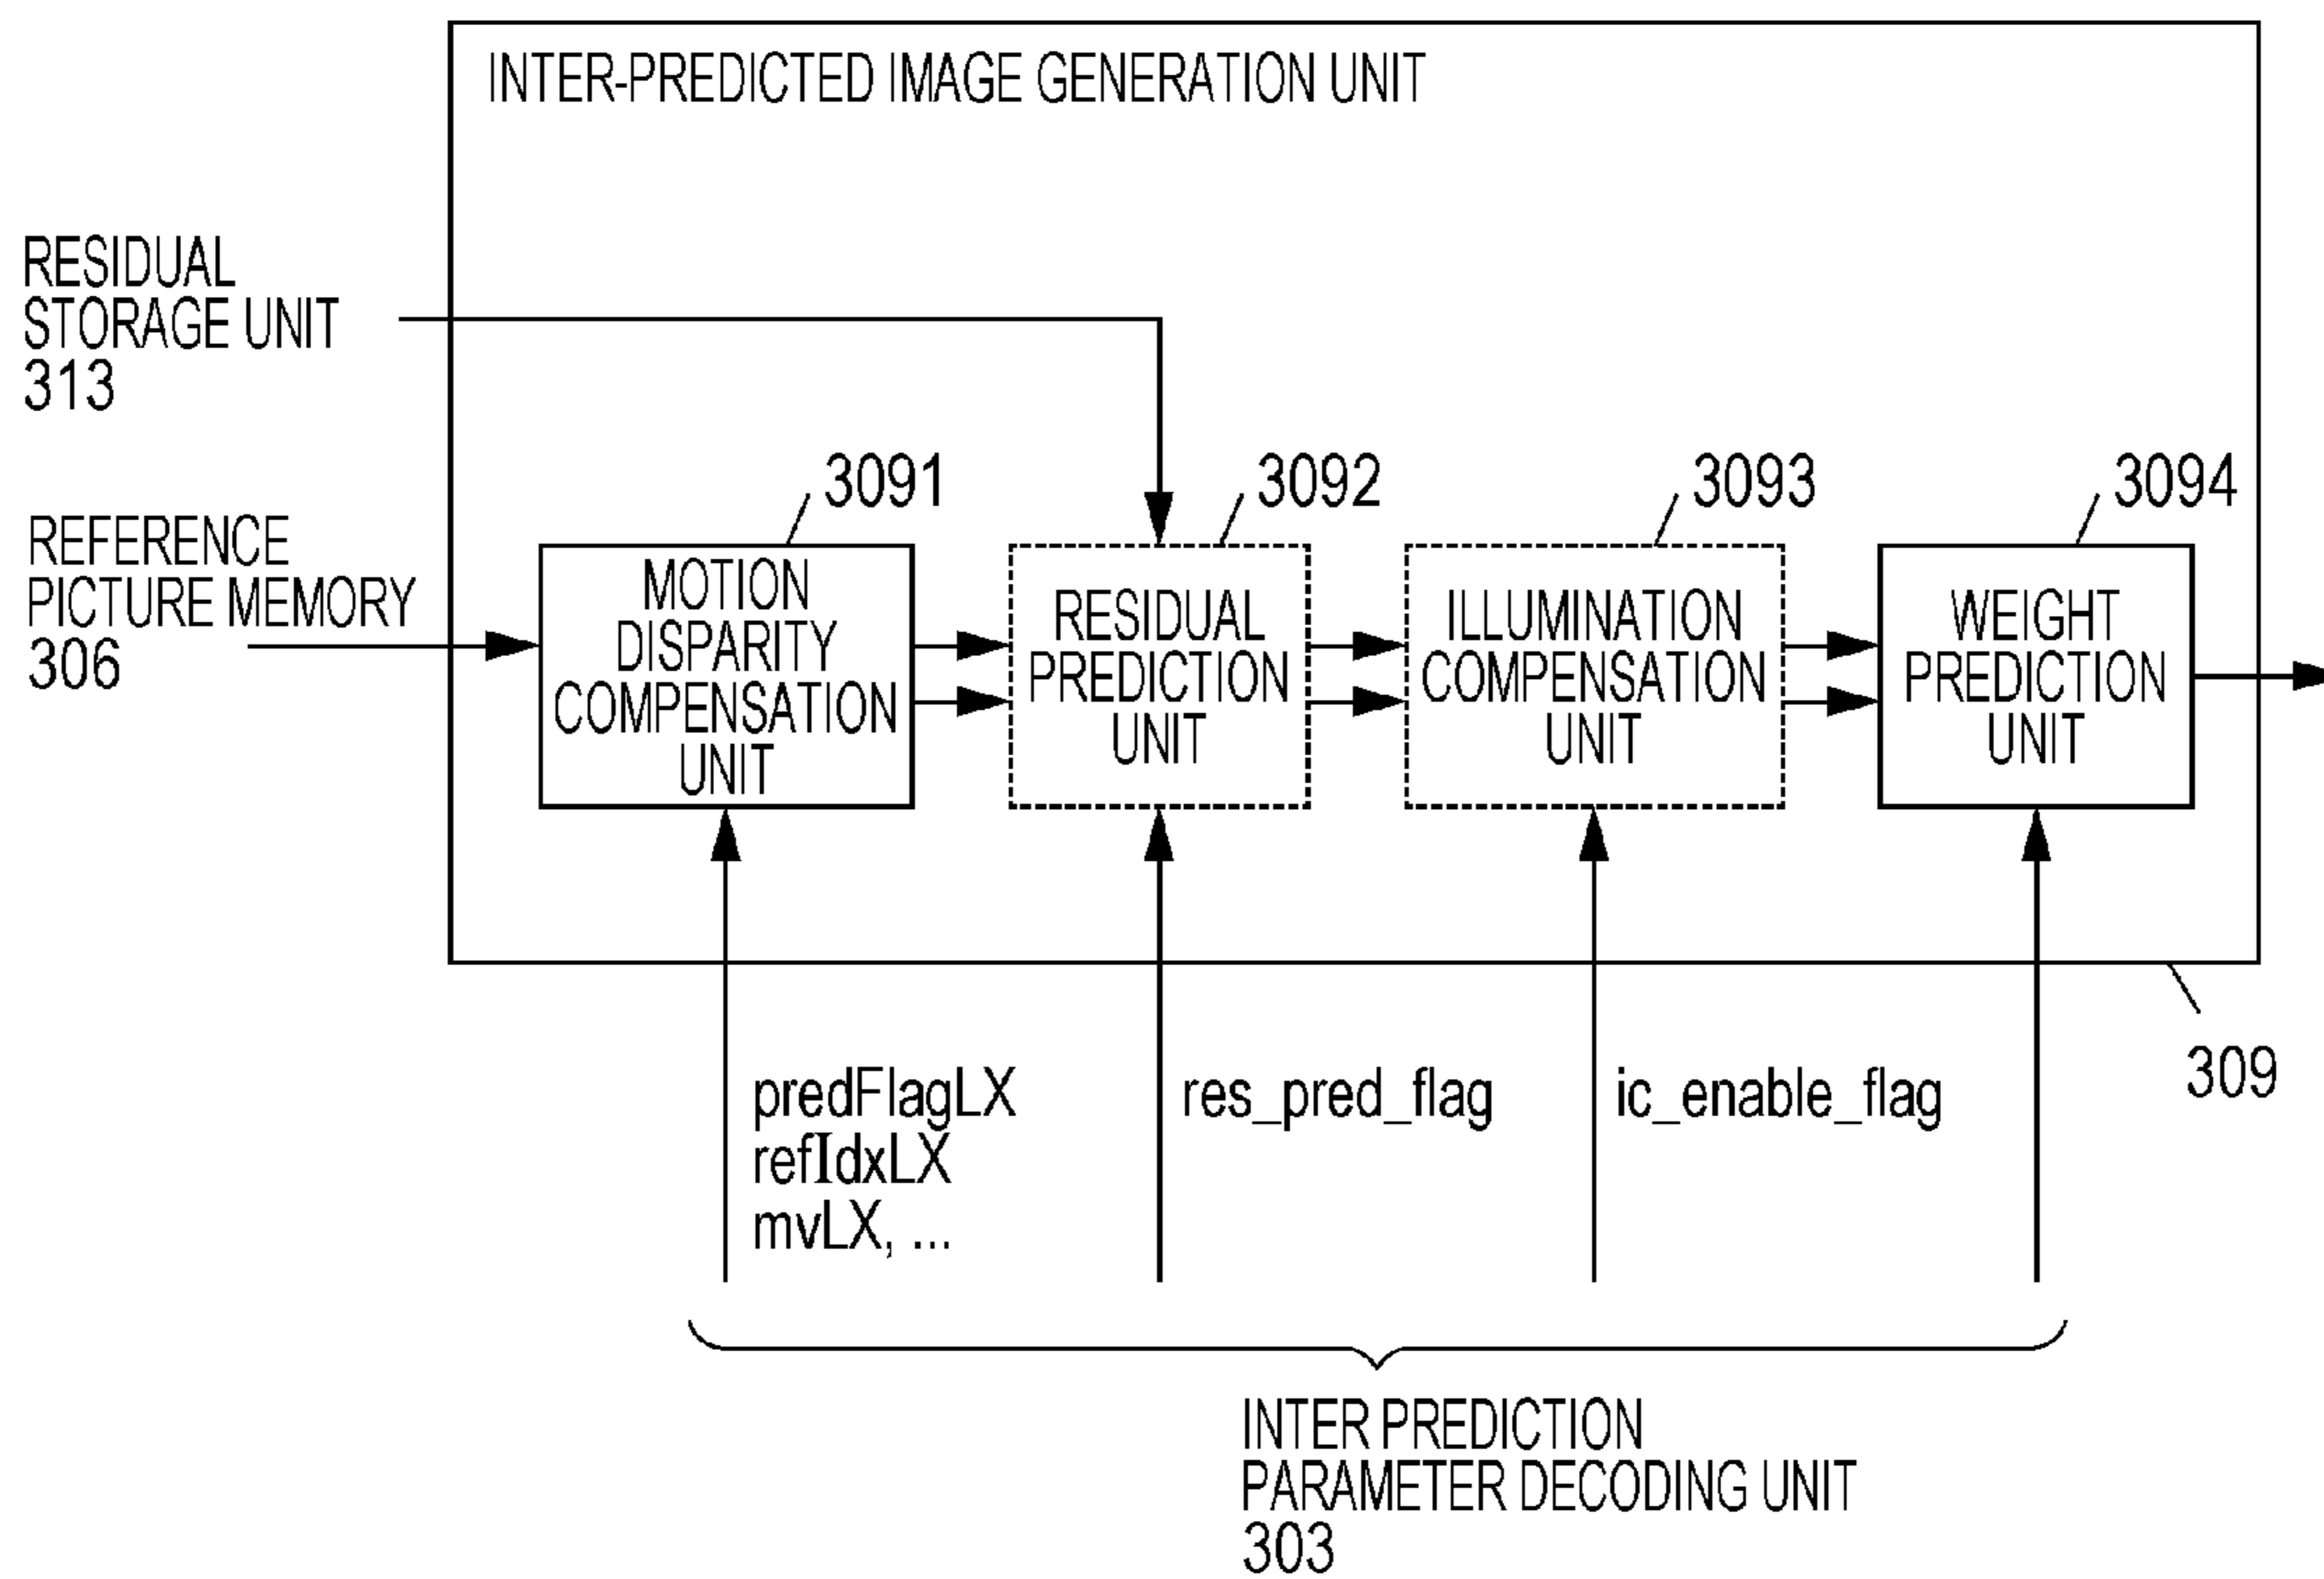 INTER-PREDICTED IMAGE GENERATION UNIT
RESIDUAL
STORAGE UNIT
313
REFERENCE
PICTURE MEMORY
306
3091
MOTION
DISPARITY
COMPENSATION
UNIT
3092
RESIDUAL
PREDICTION
UNIT
3093
ILLUMINATION
COMPENSATION
UNIT
3094
WEIGHT
PREDICTION
UNIT
309
predFlagLX
refIdxLX
mvLX, ...
res_pred_flag
ic_enable_flag
INTER PREDICTION
PARAMETER DECODING UNIT
303